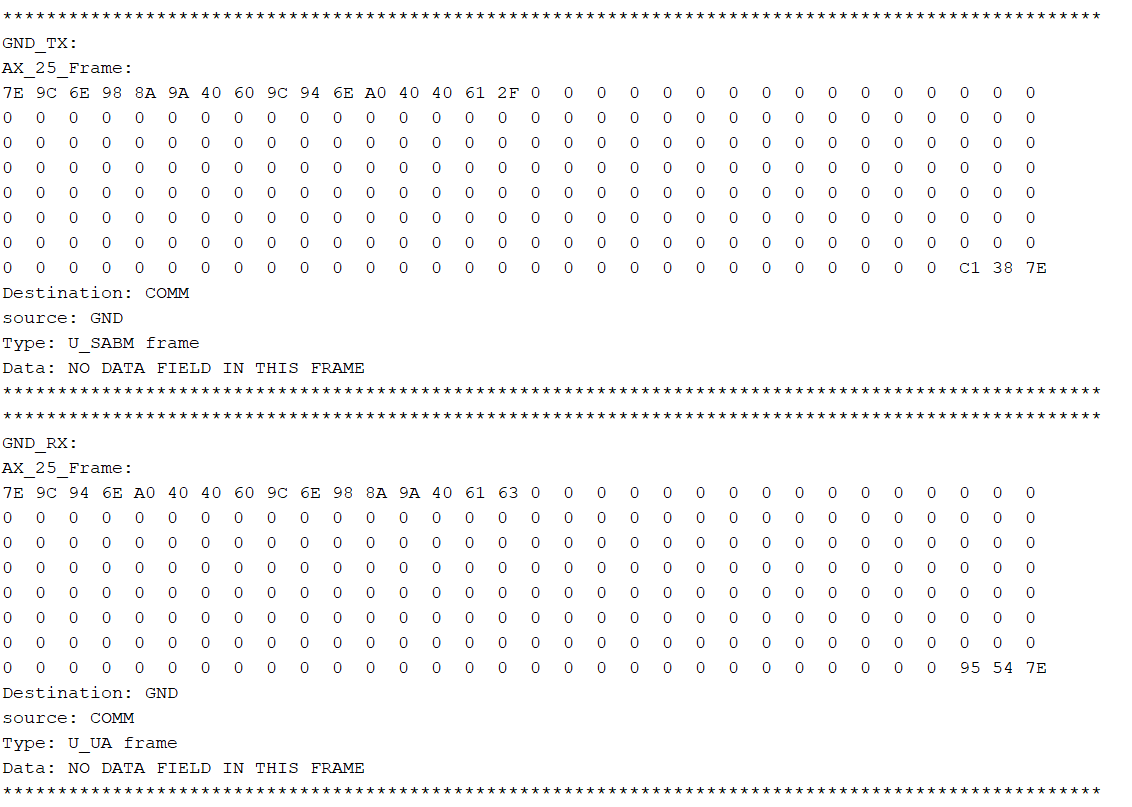 ****************************************************************************************************
GND_TX:
AX_25_Frame:
7E 9C 6E 98 8A 9A 40 60 9C 94 6E A0 40 40 61 2F 0 0 0 0 0 0 0 0 0 0 0 0 0 0 0 0
0 0 0 0 0 0 0 0 0 0 0 0 0 0 0 0 0 0 0 0 0 0 0 0 0 0 0 0 0 0 0 0
0 0 0 0 0 0 0 0 0 0 0 0 0 0 0 0 0 0 0 0 0 0 0 0 0 0 0 0 0 0 0 0
0 0 0 0 0 0 0 0 0 0 0 0 0 0 0 0 0 0 0 0 0 0 0 0 0 0 0 0 0 0 0 0
0 0 0 0 0 0 0 0 0 0 0 0 0 0 0 0 0 0 0 0 0 0 0 0 0 0 0 0 0 0 0 0
0 0 0 0 0 0 0 0 0 0 0 0 0 0 0 0 0 0 0 0 0 0 0 0 0 0 0 0 0 0 0 0
0 0 0 0 0 0 0 0 0 0 0 0 0 0 0 0 0 0 0 0 0 0 0 0 0 0 0 0 0 0 0 0
0 0 0 0 0 0 0 0 0 0 0 0 0 0 0 0 0 0 0 0 0 0 0 0 0 0 0 0 0 C1 38 7E
Destination: COMM
source: GND
Type: U_SABM frame
Data: NO DATA FIELD IN THIS FRAME
****************************************************************************************************
****************************************************************************************************
GND_RX:
AX_25_Frame:
7E 9C 94 6E A0 40 40 60 9C 6E 98 8A 9A 40 61 63 0 0 0 0 0 0 0 0 0 0 0 0 0 0 0 0
0 0 0 0 0 0 0 0 0 0 0 0 0 0 0 0 0 0 0 0 0 0 0 0 0 0 0 0 0 0 0 0
0 0 0 0 0 0 0 0 0 0 0 0 0 0 0 0 0 0 0 0 0 0 0 0 0 0 0 0 0 0 0 0
0 0 0 0 0 0 0 0 0 0 0 0 0 0 0 0 0 0 0 0 0 0 0 0 0 0 0 0 0 0 0 0
0 0 0 0 0 0 0 0 0 0 0 0 0 0 0 0 0 0 0 0 0 0 0 0 0 0 0 0 0 0 0 0
0 0 0 0 0 0 0 0 0 0 0 0 0 0 0 0 0 0 0 0 0 0 0 0 0 0 0 0 0 0 0 0
0 0 0 0 0 0 0 0 0 0 0 0 0 0 0 0 0 0 0 0 0 0 0 0 0 0 0 0 0 0 0 0
0 0 0 0 0 0 0 0 0 0 0 0 0 0 0 0 0 0 0 0 0 0 0 0 0 0 0 0 0 95 54 7E
Destination: GND
source: COMM
Type: U_UA frame
Data: NO DATA FIELD IN THIS FRAME
****************************************************************************************************